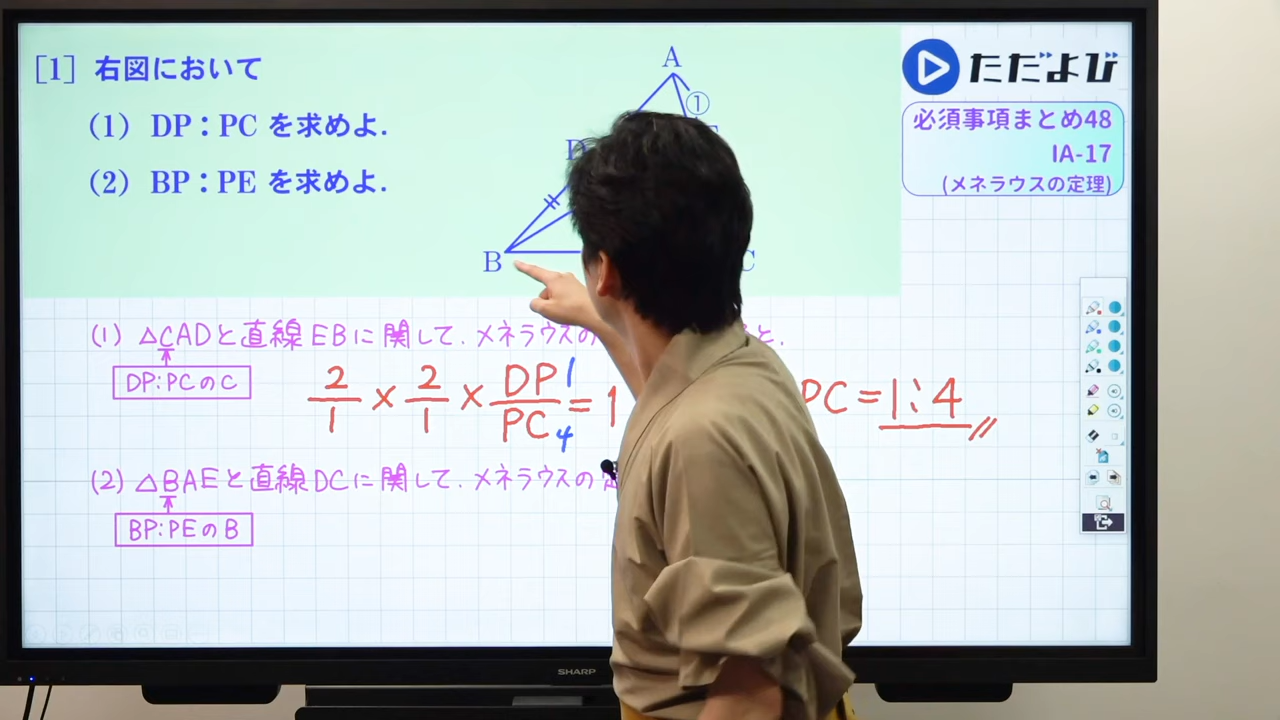 [1] 右図において
(1) DP:PC を求めよ.
(2) BP:PE を求めよ.
A
①
D
B
C
ただよび
必須事項まとめ48
IA-17
(メネラウスの定理)
(1) △CADと直線EBに関して.メネラウスの
DP:PCのC
2/1 × 2/1 × DP/PC = 1
1
4
PC=1:4
(2) △BAEと直線DCに関して.メネラウスの定
BP:PEのB
SHARP